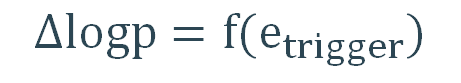 Δlogp = f(e_trigger)